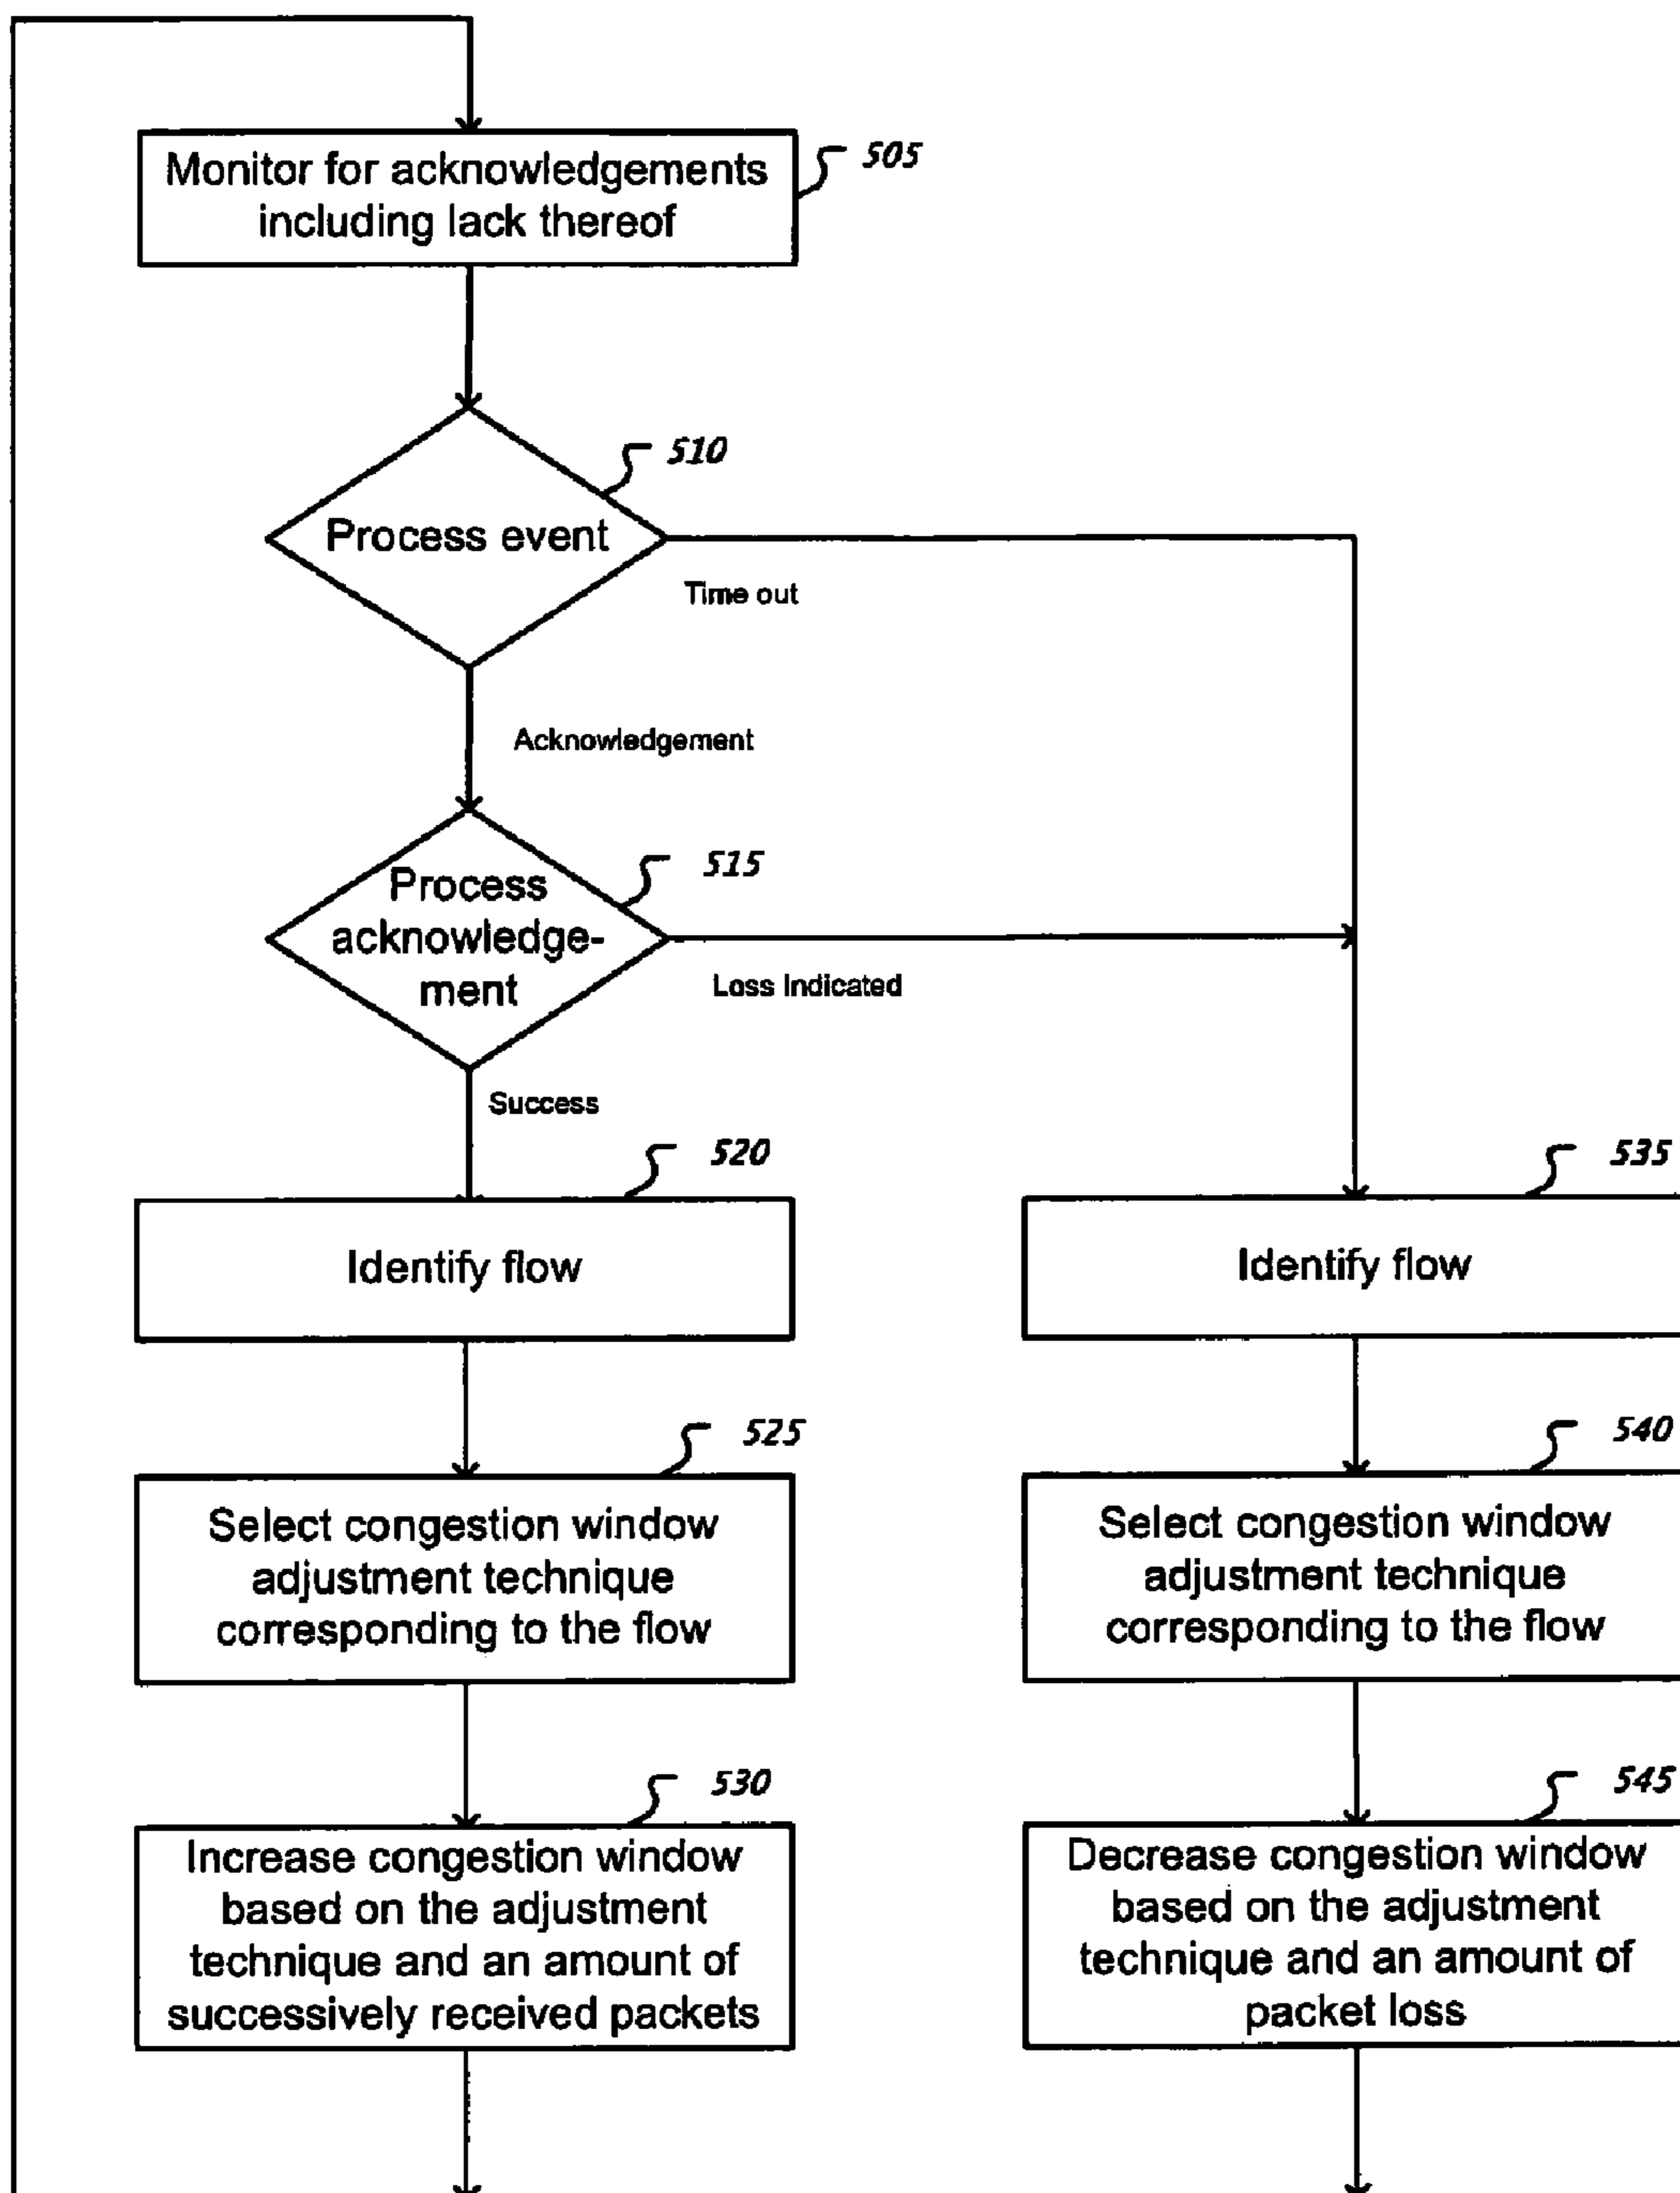 Monitor for acknowledgements
including lack thereof
505
510
Process event
Time out
Acknowledgement
515
Process
acknowledge-
ment
Loss Indicated
Success
520
535
Identify flow
Identify flow
525
540
Select congestion window
adjustment technique
corresponding to the flow
Select congestion window
adjustment technique
corresponding to the flow
530
545
Increase congestion window
based on the adjustment
technique and an amount of
successively received packets
Decrease congestion window
based on the adjustment
technique and an amount of
packet loss